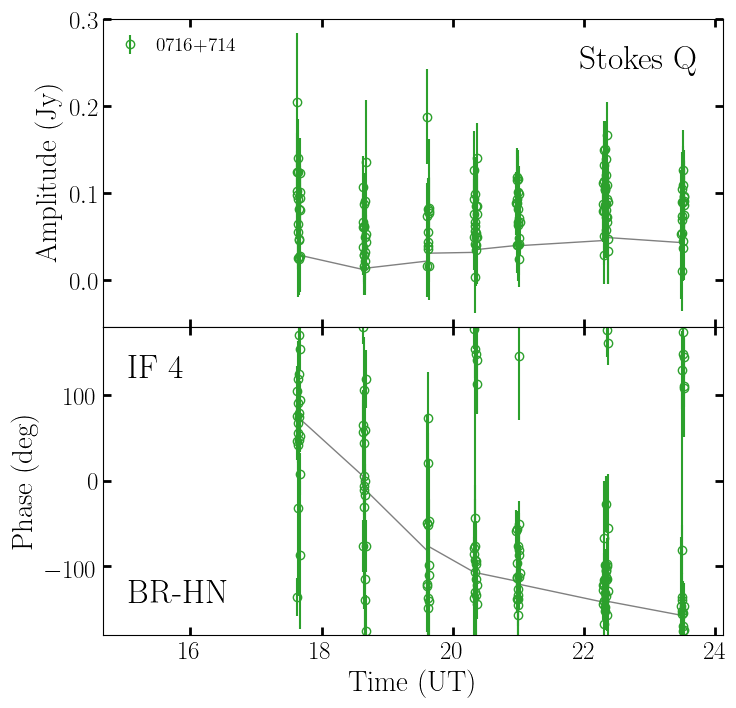 0.3
0716+714
Stokes Q
0.2
0.1
0.0
Amplitude (Jy)
IF 4
100
0
−100
Phase (deg)
BR-HN
16 18 20 22 24
Time (UT)